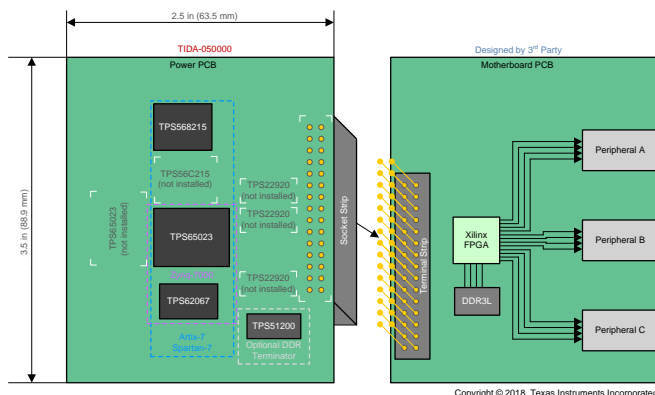 2.5 in (63.5 mm)
TIDA-050000
Power PCB
3.5 in (88.9 mm)
TPS568215
TPS56C215
(not installed)
TPS65023
(not installed)
TPS22920
(not installed)
TPS22920
(not installed)
TPS65023
TPS22920
(not installed)
TPS62067
TPS51200
Optional DDR
Terminator
Artix-7
Spartan-7
Socket Strip
Designed by 3rd Party
Motherboard PCB
Terminal Strip
Xilinx
FPGA
DDR3L
Peripheral A
Peripheral B
Peripheral C
Copyright © 2018, Texas Instruments Incorporated